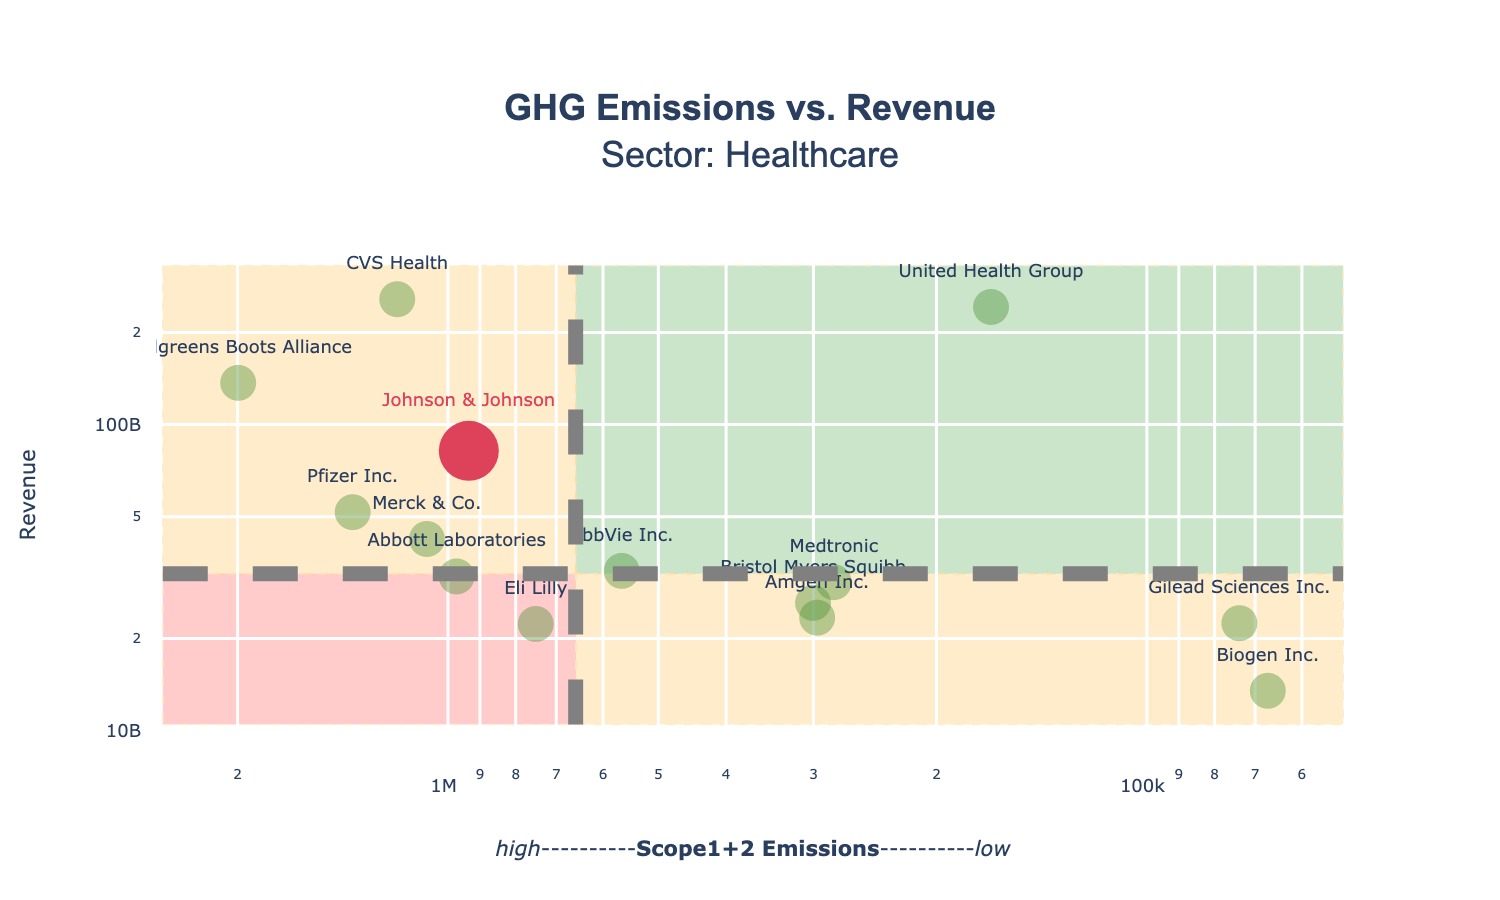 GHG Emissions vs. Revenue
Sector: Healthcare
CVS Health
United Health Group
2
lgreens Boots Alliance
Johnson & Johnson
100B
Pfizer Inc.
Merck & Co.
5
Abbott Laboratories
bbVie Inc.
Medtronic
Bristol Myers Squibb
Amgen Inc.
Eli Lilly
Gilead Sciences Inc.
2
Biogen Inc.
10B
Revenue
2 1M 9 8 7 6 5 4 3 2 100k 9 8 7 6
high----------Scope1+2 Emissions----------low